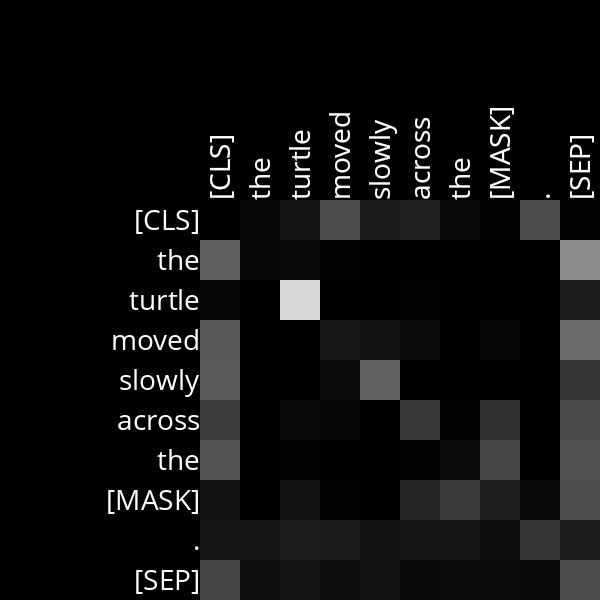 [CLS] the turtle moved slowly across the [MASK] . [SEP]
[CLS]
the
turtle
moved
slowly
across
the
[MASK]
.
[SEP]